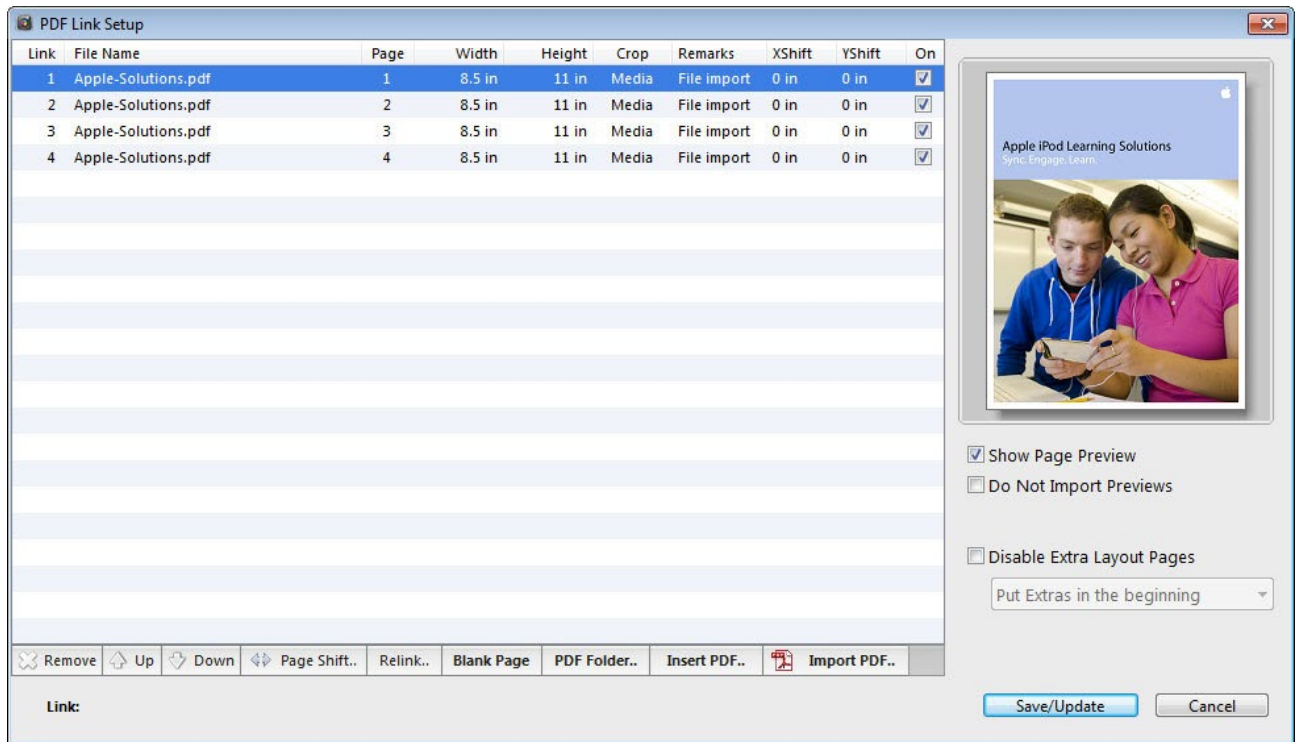 PDF Link Setup
Link File Name Page Width Height Crop Remarks XShift YShift On
1 Apple-Solutions.pdf 1 8.5 in 11 in Media File import 0 in 0 in
2 Apple-Solutions.pdf 2 8.5 in 11 in Media File import 0 in 0 in
3 Apple-Solutions.pdf 3 8.5 in 11 in Media File import 0 in 0 in
4 Apple-Solutions.pdf 4 8.5 in 11 in Media File import 0 in 0 in
Apple iPod Learning Solutions
Sync. Engage. Learn.
Show Page Preview
Do Not Import Previews
Disable Extra Layout Pages
Put Extras in the beginning
Remove Up Down Page Shift.. Relink.. Blank Page PDF Folder.. Insert PDF.. Import PDF..
Link:
Save/Update Cancel